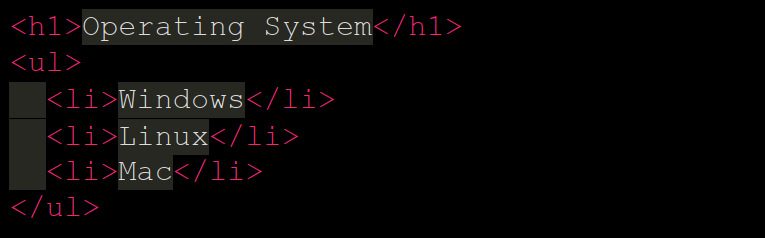 <h1>Operating System</h1>
<ul>
  <li>Windows</li>
  <li>Linux</li>
  <li>Mac</li>
</ul>